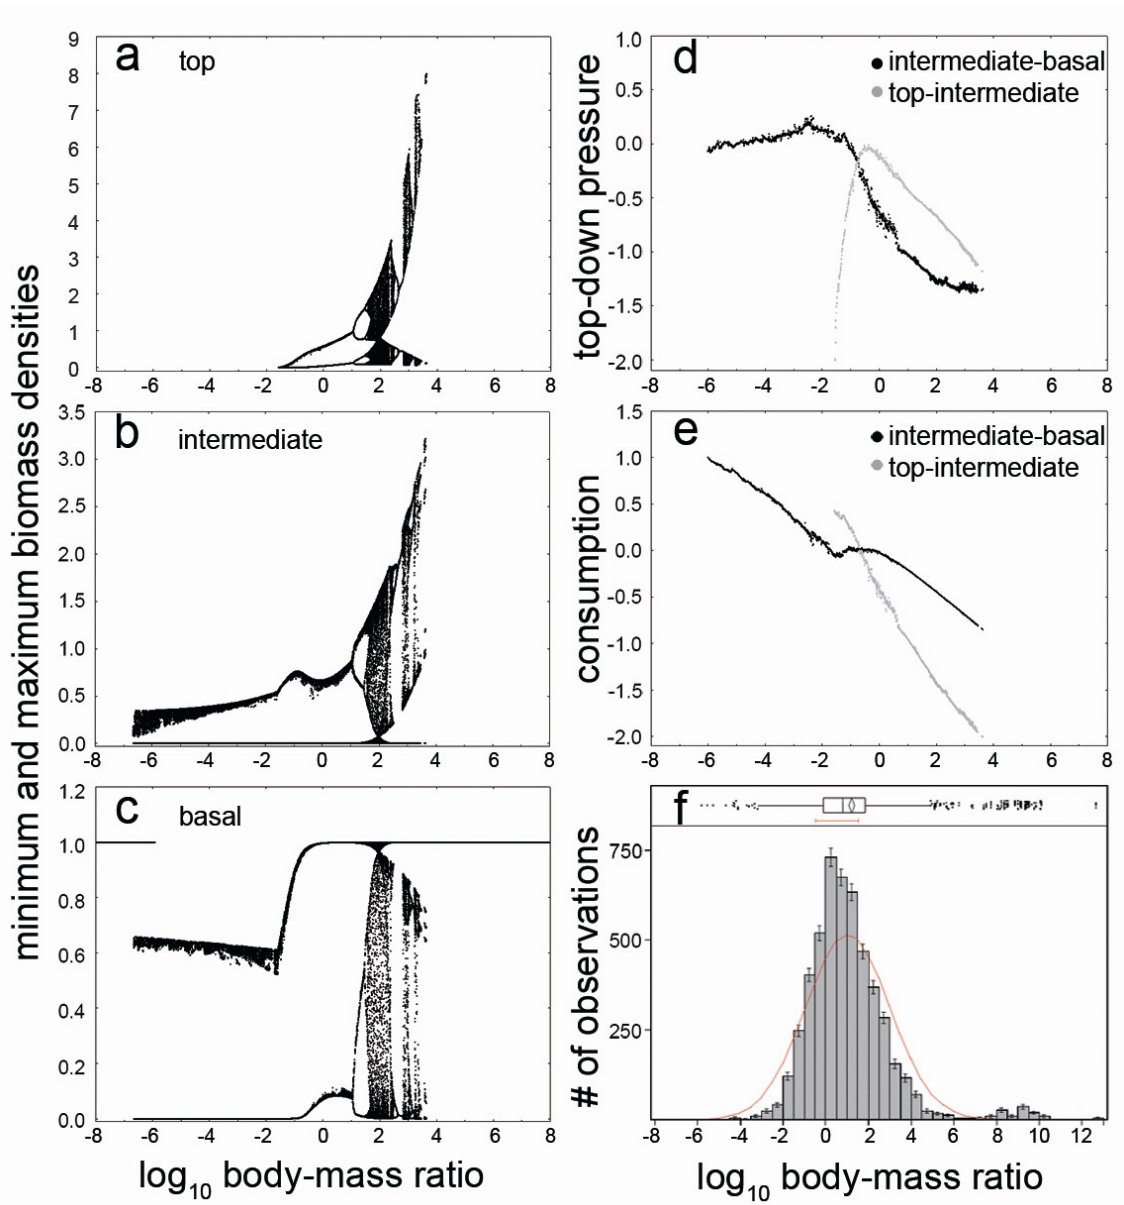 a top
9
8
7
6
5
4
3
2
1
0
-8 -6 -4 -2 0 2 4 6 8
b intermediate
3.5
3.0
2.5
2.0
1.5
1.0
0.5
0.0
-8 -6 -4 -2 0 2 4 6 8
c basal
1.2
1.0
0.8
0.6
0.4
0.2
0.0
-8 -6 -4 -2 0 2 4 6 8
minimum and maximum biomass densities
log10 body-mass ratio
d
intermediate-basal
top-intermediate
top-down pressure
1.0
0.5
0.0
-0.5
-1.0
-1.5
-2.0
-8 -6 -4 -2 0 2 4 6 8
e
intermediate-basal
top-intermediate
consumption
1.5
1.0
0.5
0.0
-0.5
-1.0
-1.5
-2.0
-8 -6 -4 -2 0 2 4 6 8
f
# of observations
750
500
250
-8 -6 -4 -2 0 2 4 6 8 10 12
log10 body-mass ratio